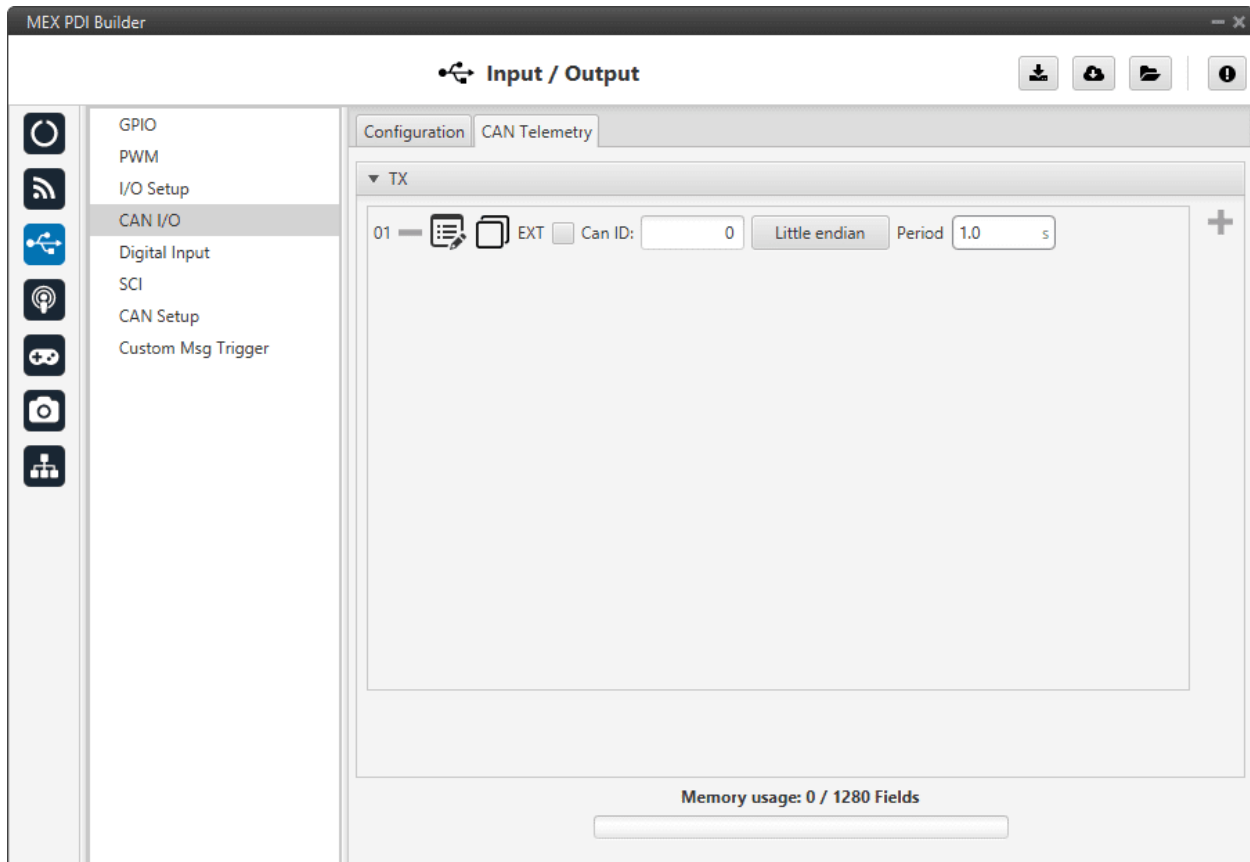 MEX PDI Builder
Input / Output
GPIO
PWM
I/O Setup
CAN I/O
Digital Input
SCI
CAN Setup
Custom Msg Trigger
Configuration CAN Telemetry
TX
01 EXT Can ID: 0 Little endian Period 1.0 s
Memory usage: 0 / 1280 Fields